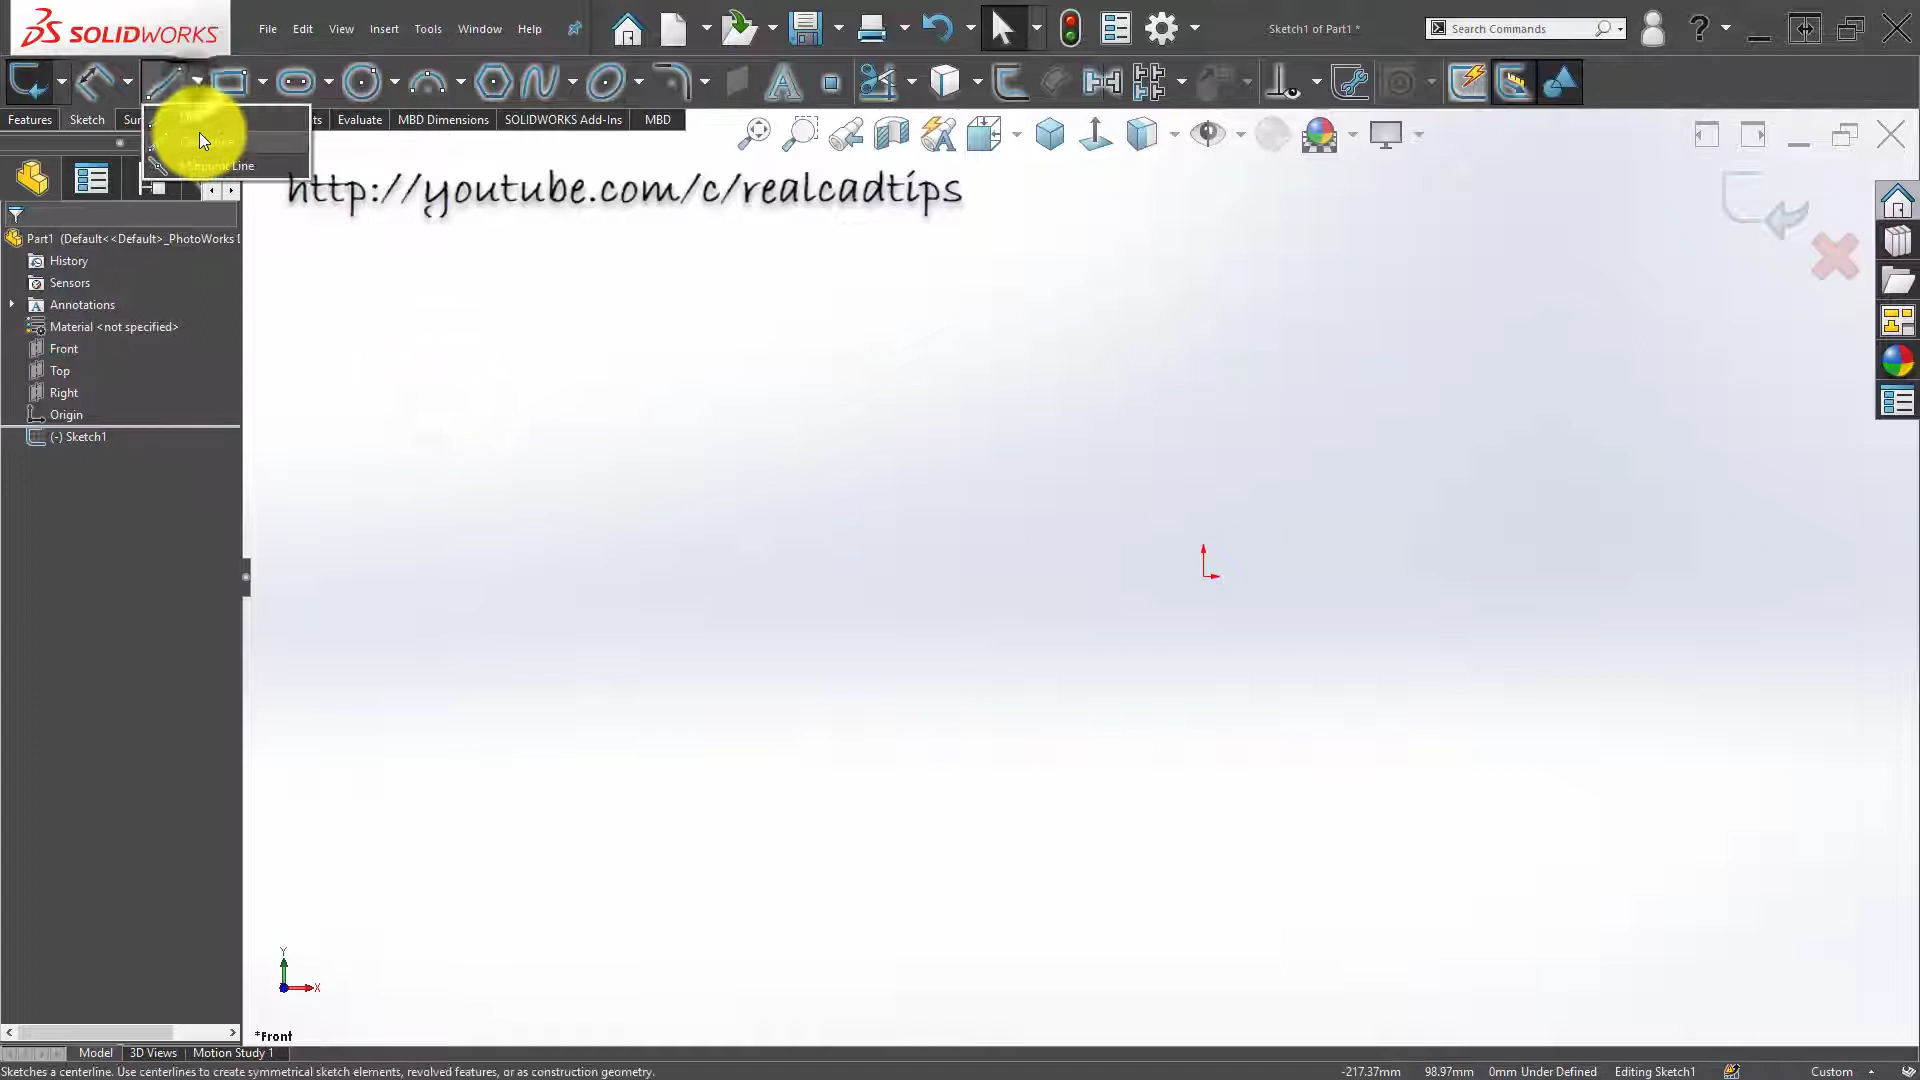 SOLIDWORKS
File Edit View Insert Tools Window Help
Sketch1 of Part1 *
Search Commands
Features Sketch
Evaluate MBD Dimensions SOLIDWORKS Add-Ins MBD
Midpoint Line
http://youtube.com/c/realcadtips
Part1 (Default<<Default>_PhotoWorks
History
Sensors
Annotations
Material <not specified>
Front
Top
Right
Origin
(-) Sketch1
Y
X
*Front
Model 3D Views Motion Study 1
Sketches a centerline. Use centerlines to create symmetrical sketch elements, revolved features, or as construction geometry.
-217.37mm 98.97mm 0mm Under Defined Editing Sketch1 Custom